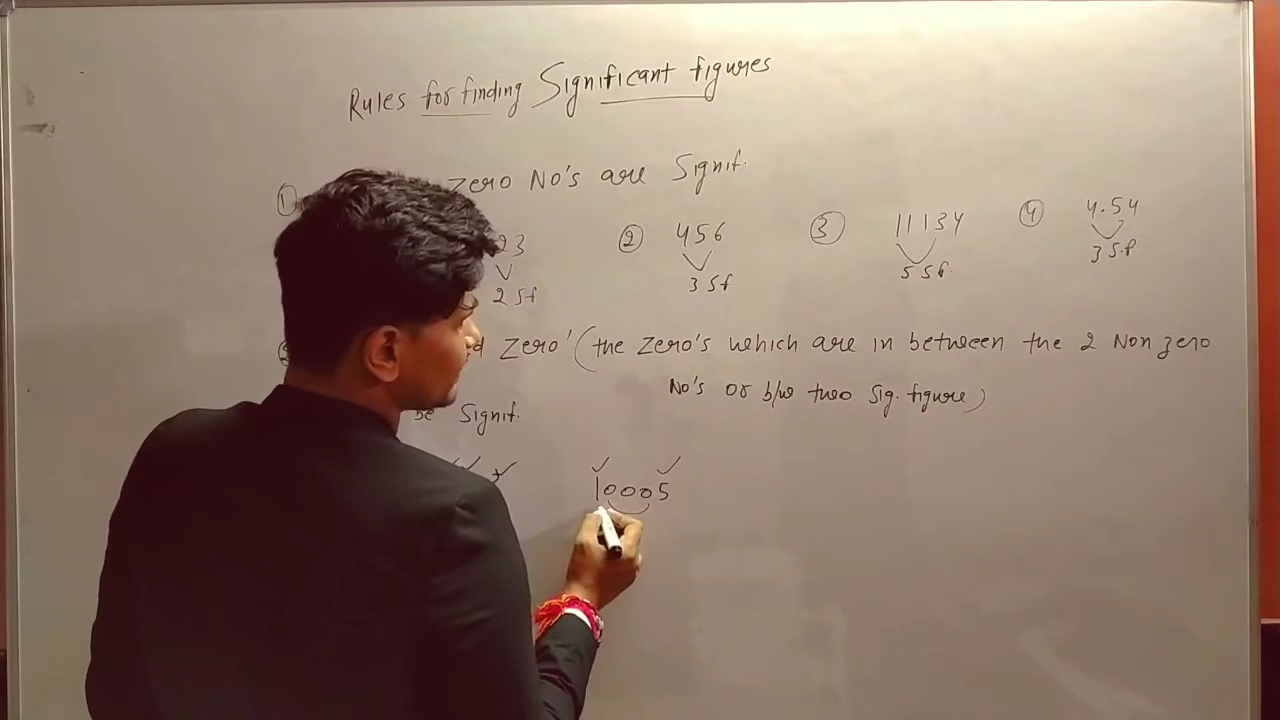 Rules for finding Significant figures
① zero No's are Signif.
23 ② 456 ③ 11134 ④ 4.54
2 Sf 3 Sf 5 Sf. 3 S.f
zero' (the zero's which are in between the 2 Non zero
No's or b/w two Sig. figure)
be Signif.
10005